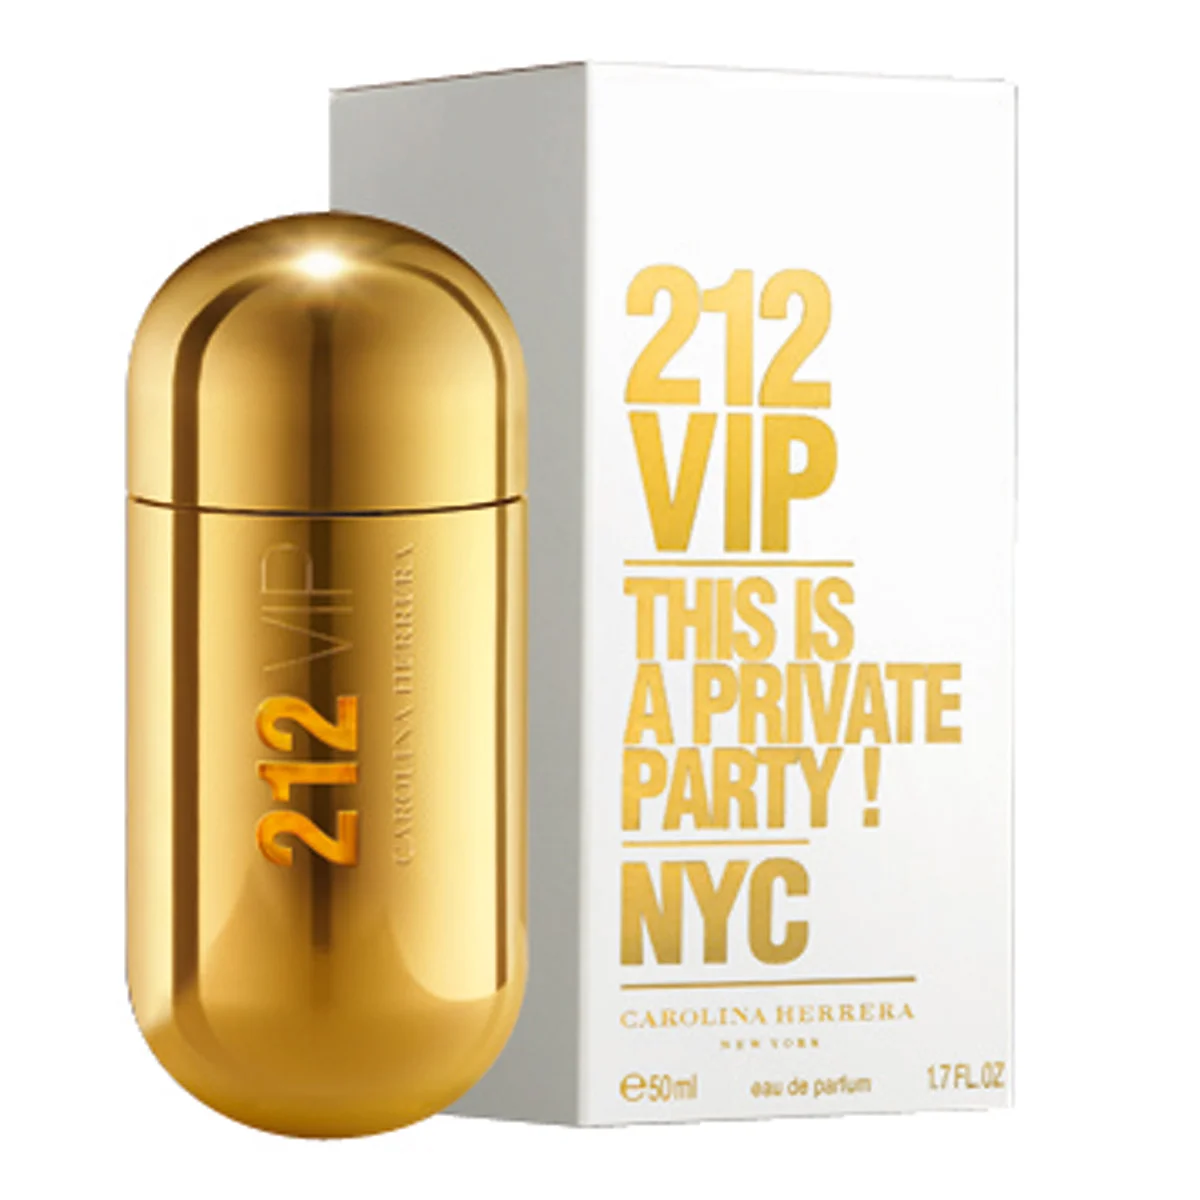 212 VIP
CAROLINA HERRERA
212
VIP
THIS IS
A PRIVATE
PARTY !
NYC
CAROLINA HERRERA
NEW YORK
℮50ml eau de parfum 1.7 FL.OZ